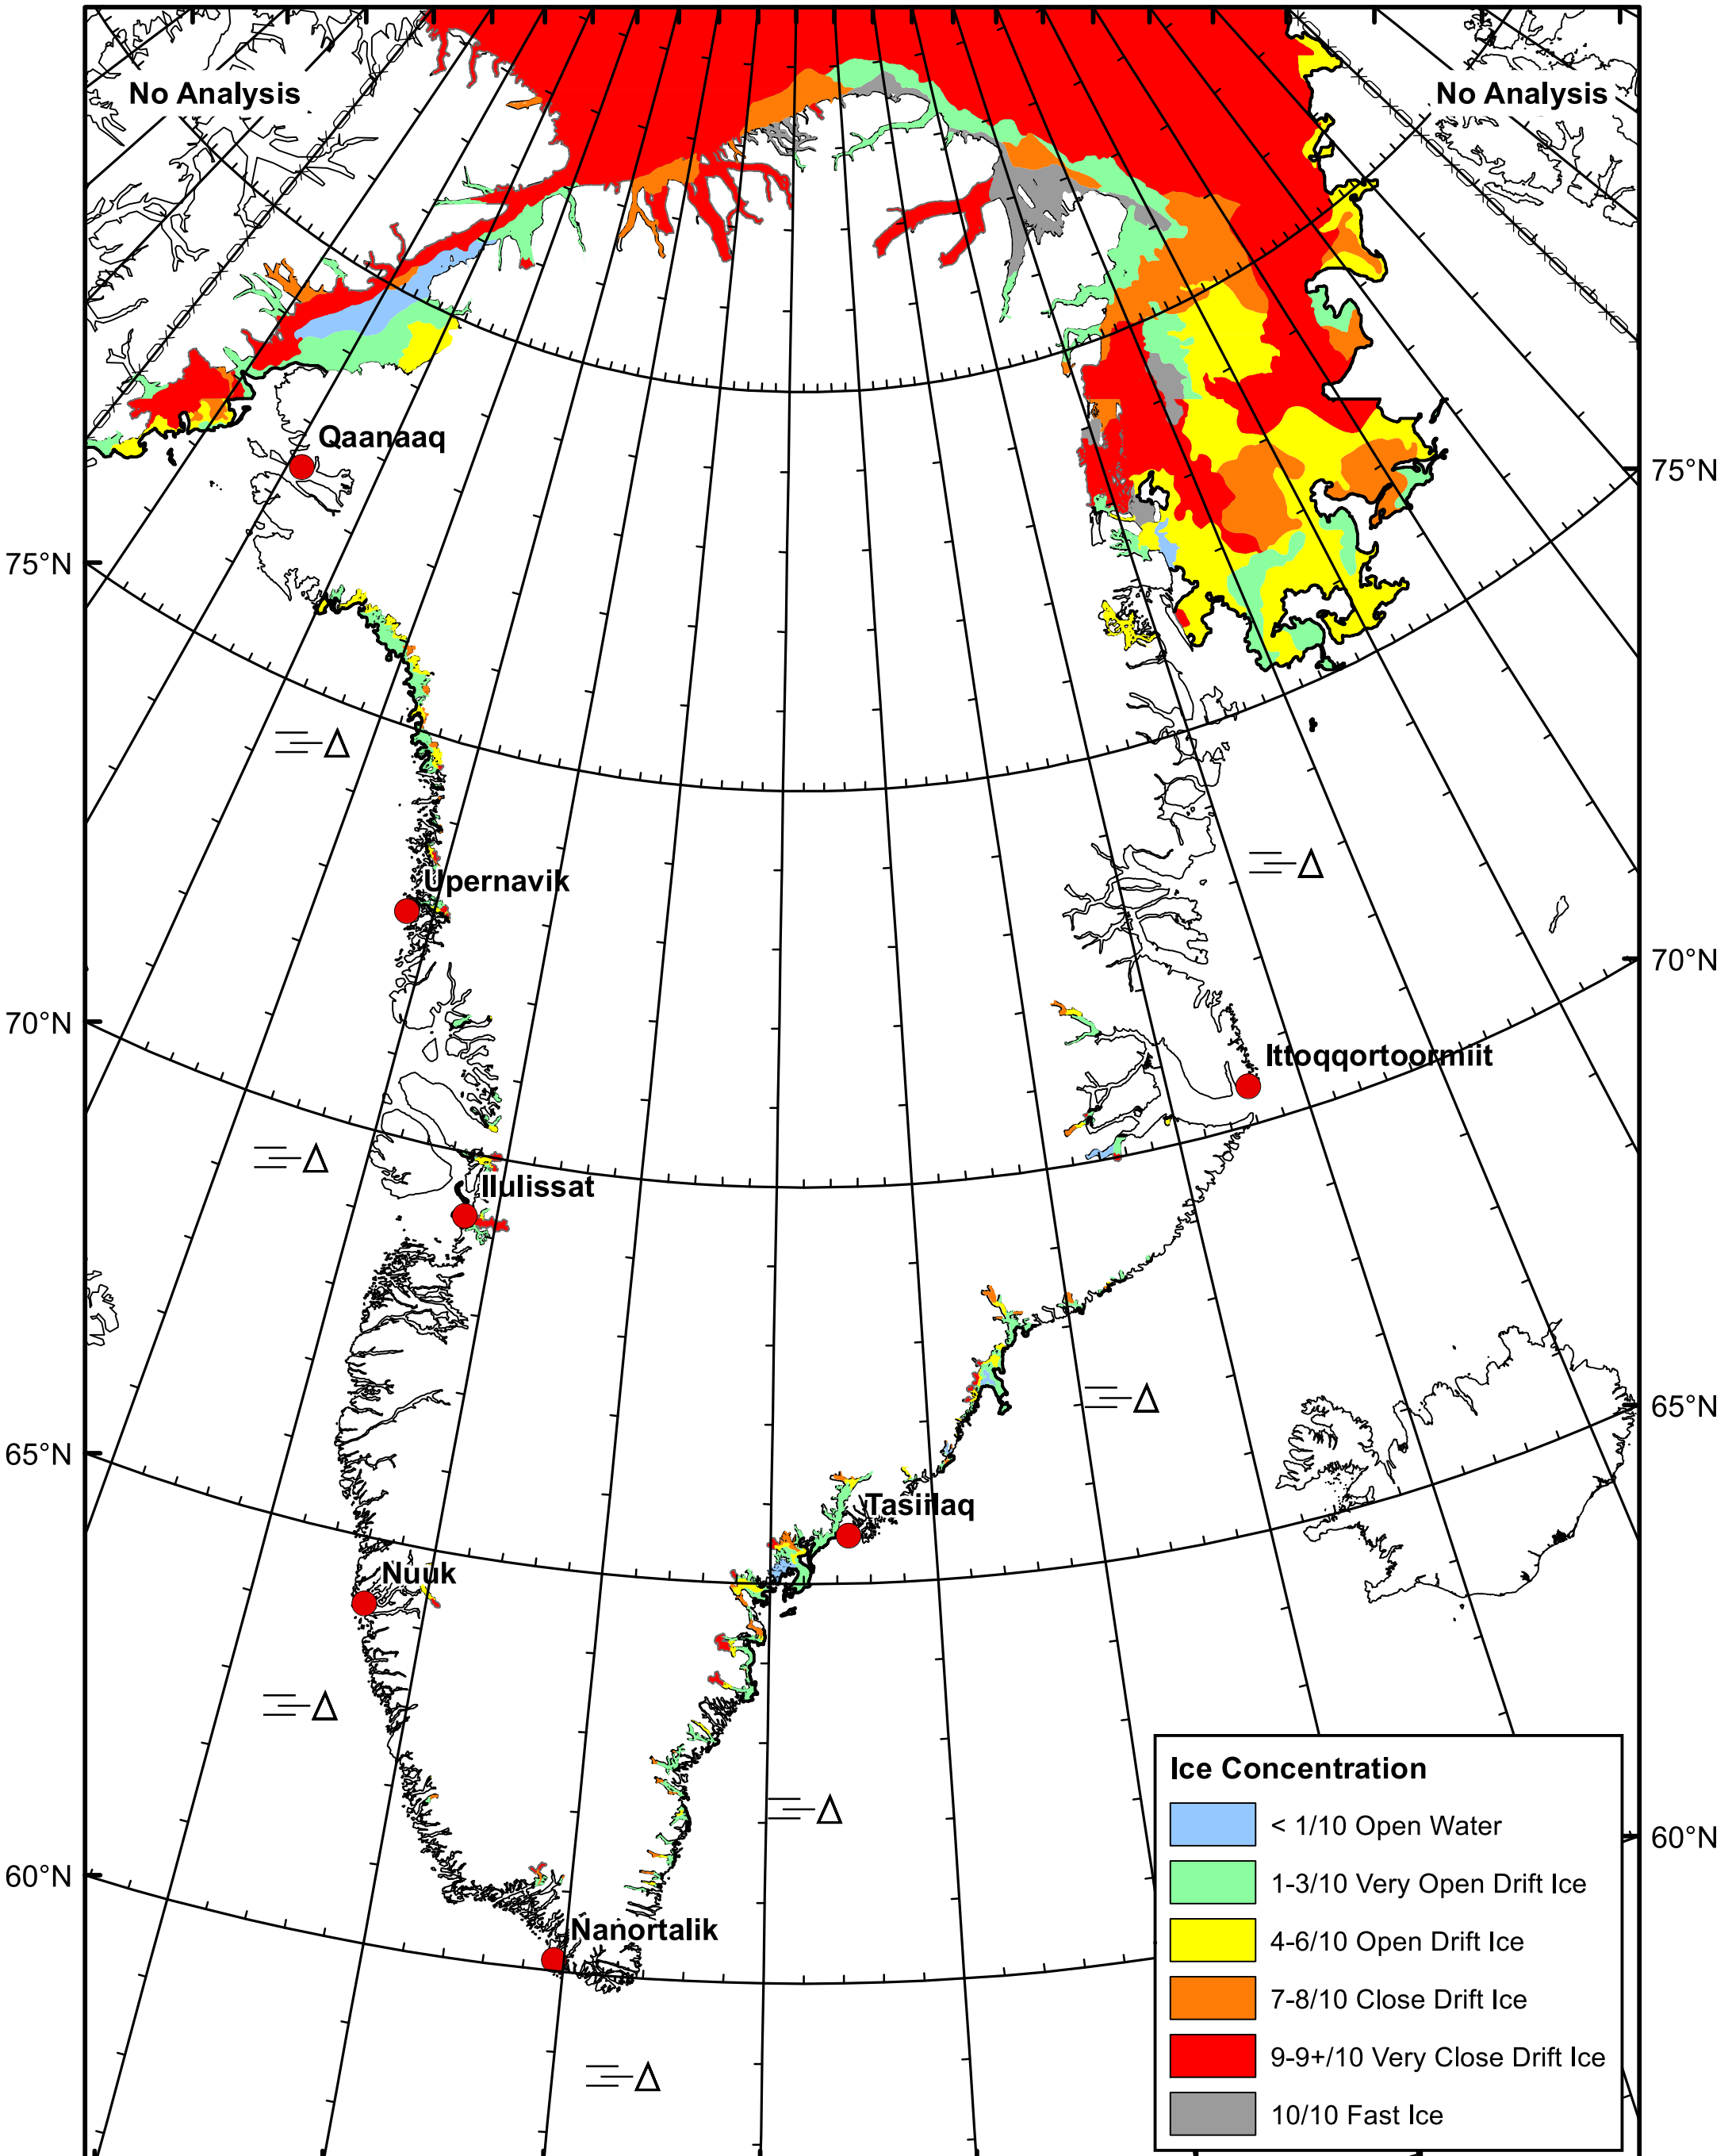 No Analysis
No Analysis
Qaanaaq
75°N
75°N
Upernavik
70°N
70°N
Ittoqqortoormiit
Ilulissat
65°N
65°N
Tasiilaq
Nuuk
60°N
60°N
Nanortalik
Ice Concentration
< 1/10 Open Water
1-3/10 Very Open Drift Ice
4-6/10 Open Drift Ice
7-8/10 Close Drift Ice
9-9+/10 Very Close Drift Ice
10/10 Fast Ice